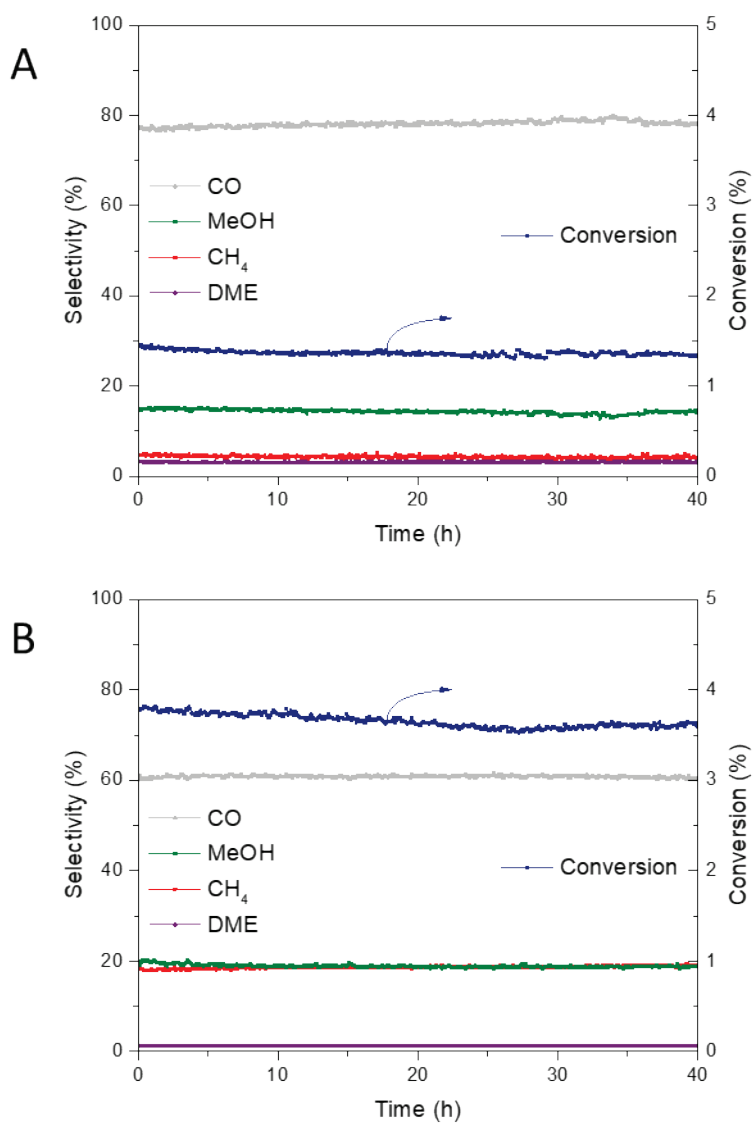 A
100
80
60
40
20
0
Selectivity (%)
CO
MeOH
CH4
DME
Conversion
5
4
3
2
1
0
Conversion (%)
0 10 20 30 40
Time (h)
B
100
80
60
40
20
0
Selectivity (%)
CO
MeOH
CH4
DME
Conversion
5
4
3
2
1
0
Conversion (%)
0 10 20 30 40
Time (h)